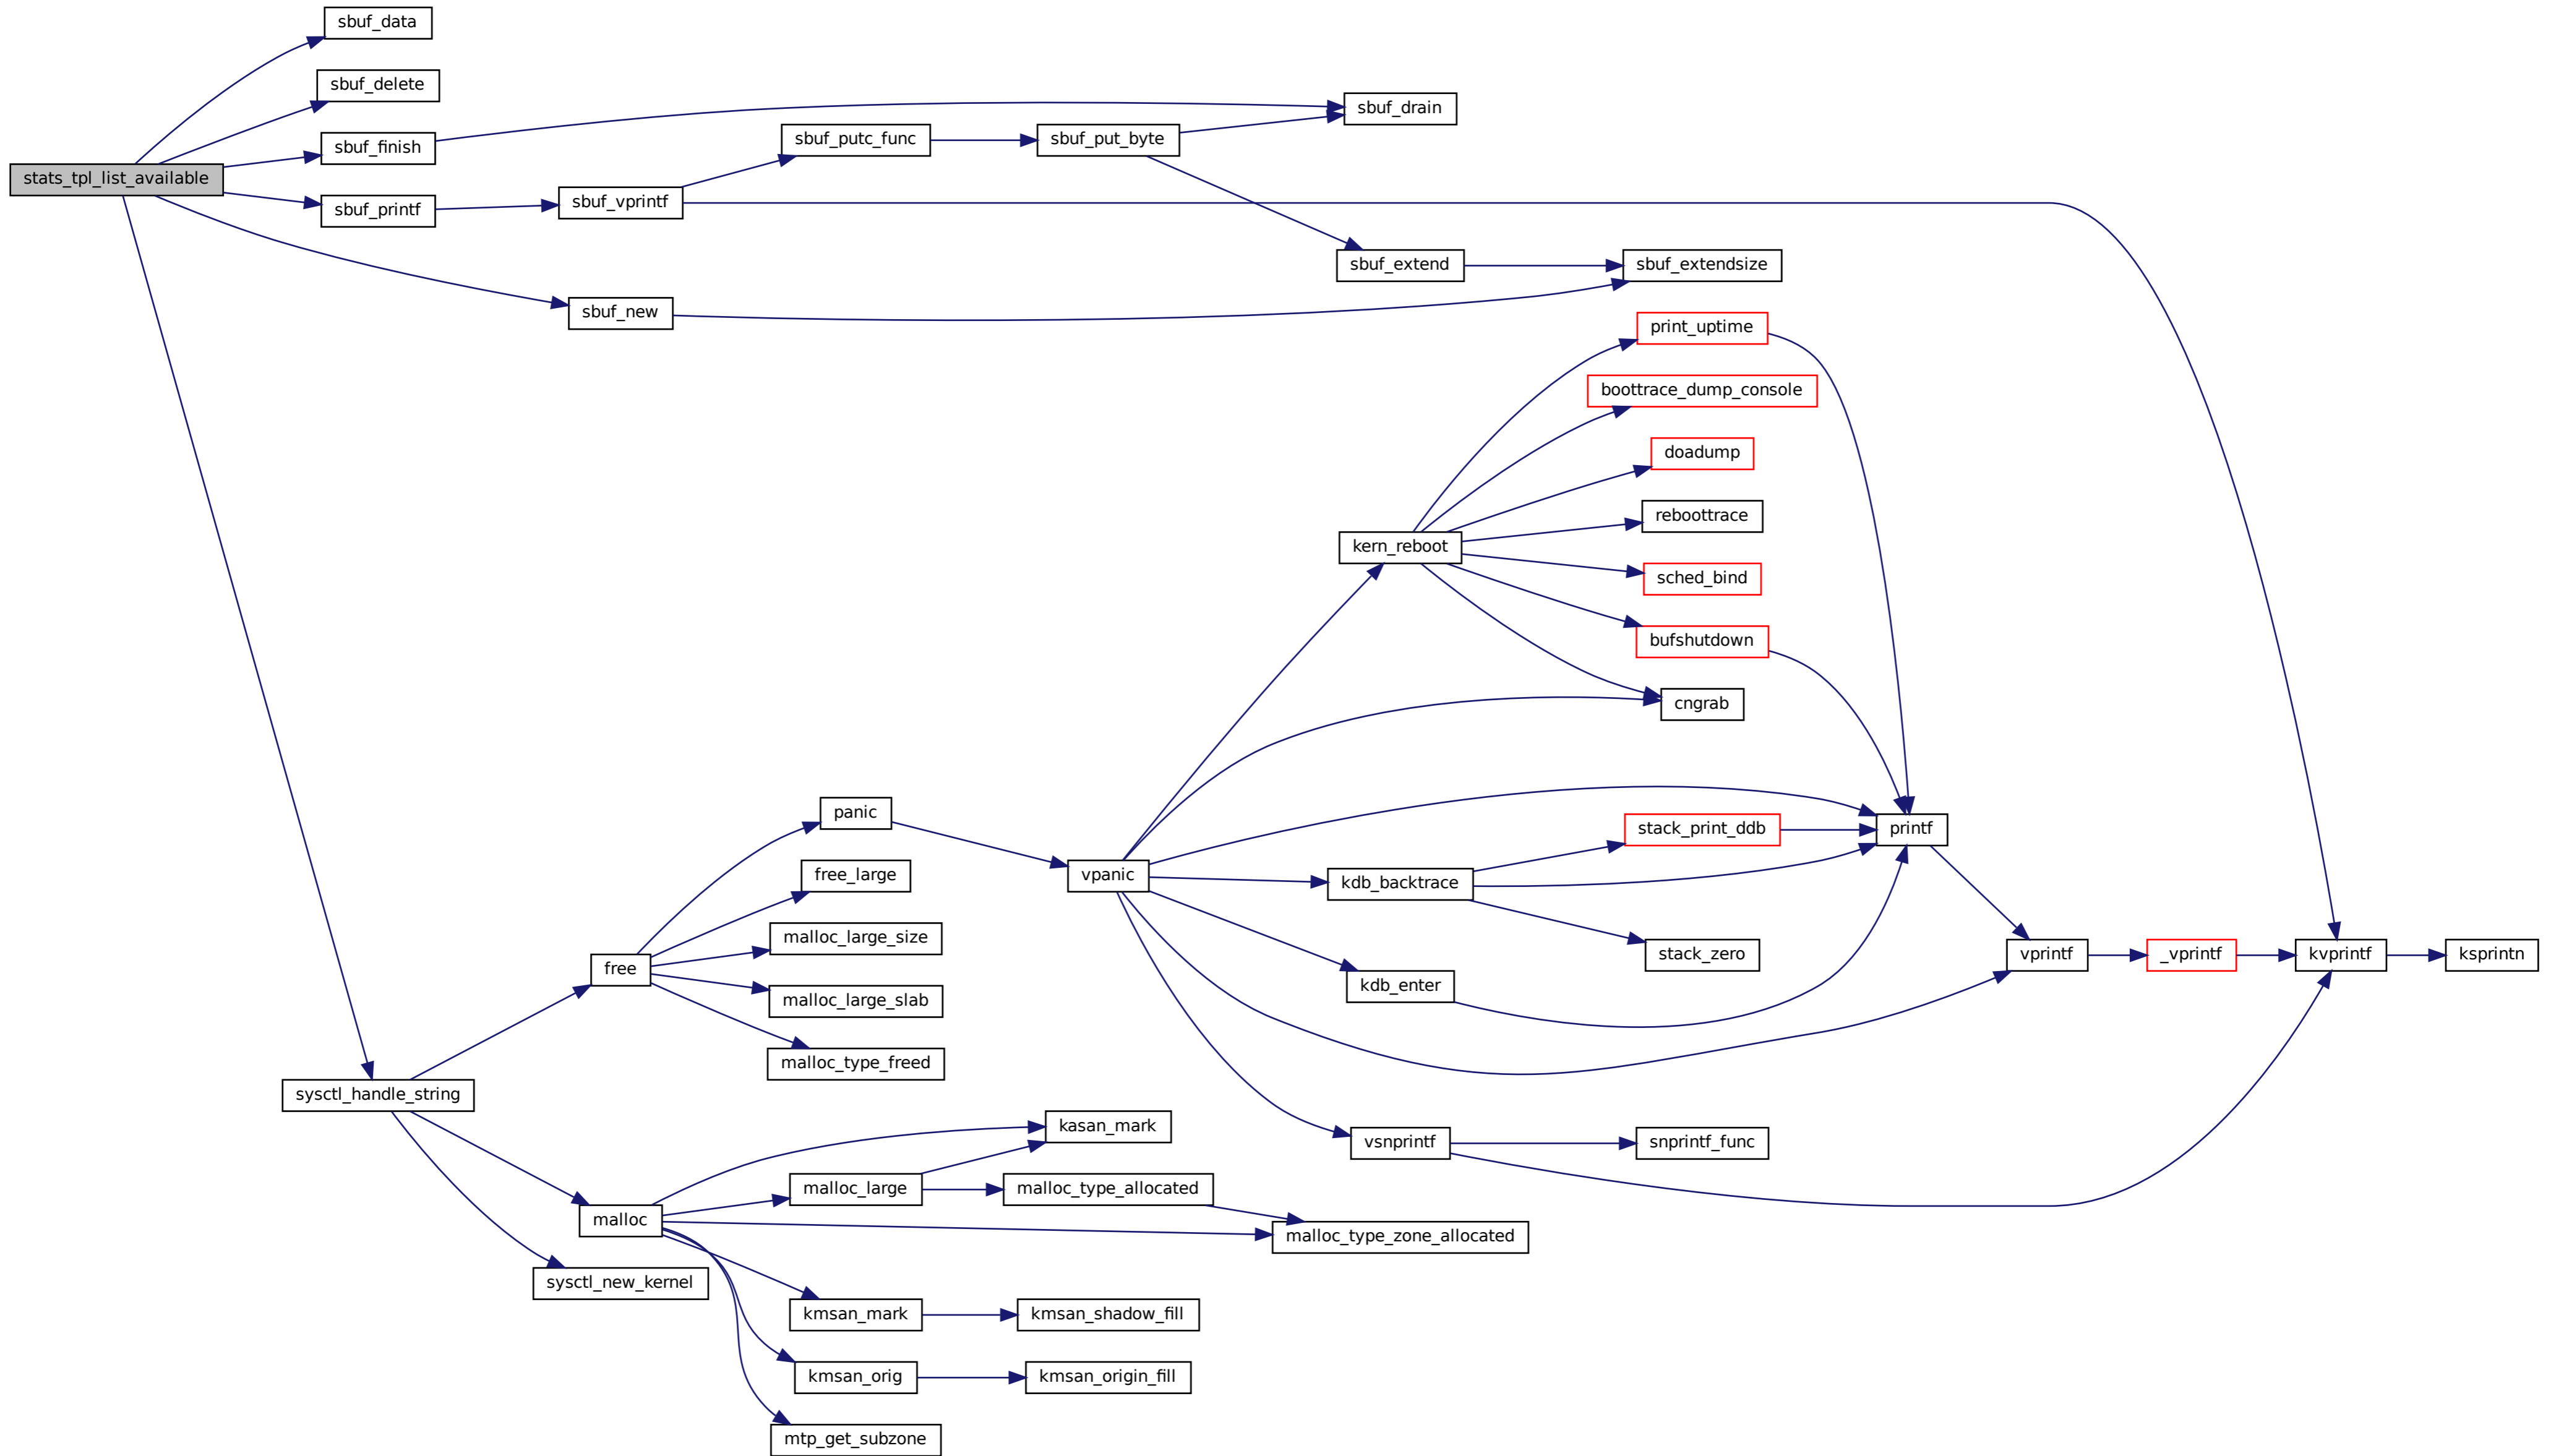 sbuf_data
sbuf_delete
sbuf_drain
sbuf_finish
sbuf_putc_func
sbuf_put_byte
stats_tpl_list_available
sbuf_printf
sbuf_vprintf
sbuf_extend
sbuf_extendsize
sbuf_new
print_uptime
boottrace_dump_console
doadump
reboottrace
kern_reboot
sched_bind
bufshutdown
cngrab
panic
stack_print_ddb
printf
free_large
vpanic
kdb_backtrace
malloc_large_size
stack_zero
vprintf
_vprintf
kvprintf
ksprintn
free
kdb_enter
malloc_large_slab
malloc_type_freed
sysctl_handle_string
kasan_mark
vsnprintf
snprintf_func
malloc_large
malloc_type_allocated
malloc
malloc_type_zone_allocated
sysctl_new_kernel
kmsan_mark
kmsan_shadow_fill
kmsan_orig
kmsan_origin_fill
mtp_get_subzone